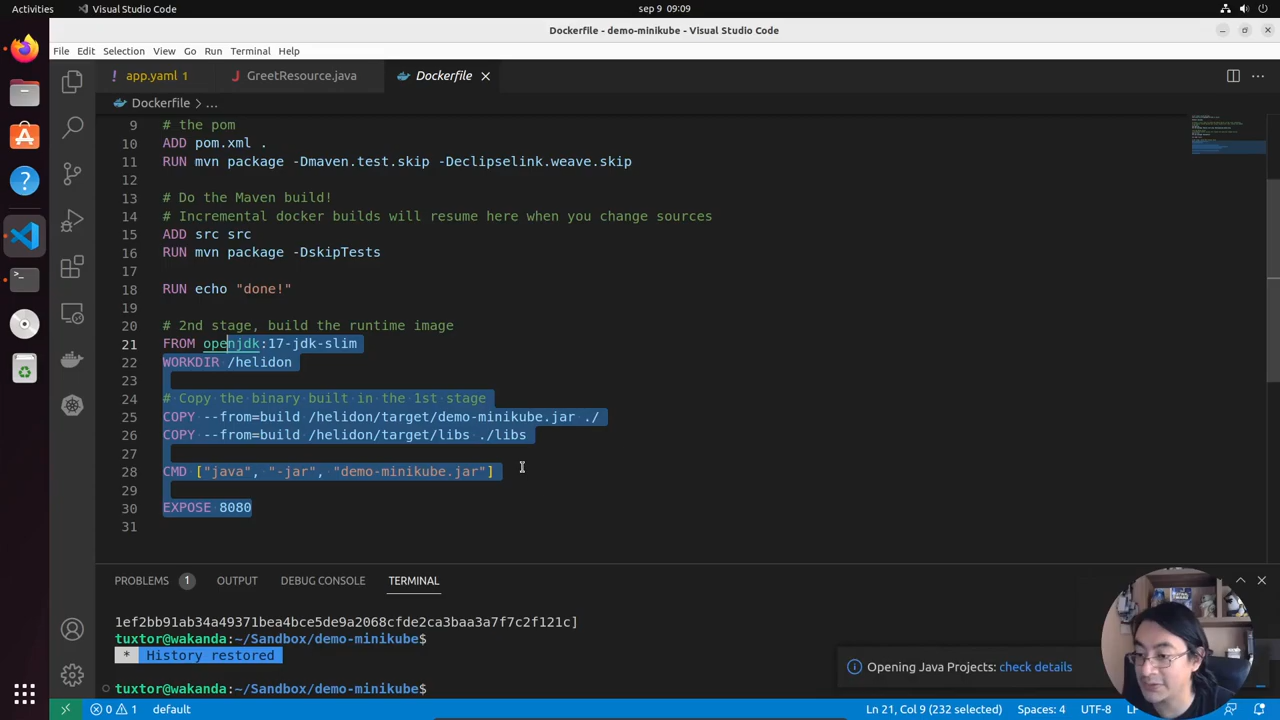 Activities
Visual Studio Code
sep 9 09:09
Dockerfile - demo-minikube - Visual Studio Code
File Edit Selection View Go Run Terminal Help
app.yaml 1
GreetResource.java
Dockerfile
Dockerfile > ...
9 # the pom
10 ADD pom.xml .
11 RUN mvn package -Dmaven.test.skip -Declipselink.weave.skip
12
13 # Do the Maven build!
14 # Incremental docker builds will resume here when you change sources
15 ADD src src
16 RUN mvn package -DskipTests
17
18 RUN echo "done!"
19
20 # 2nd stage, build the runtime image
21 FROM openjdk:17-jdk-slim
22 WORKDIR /helidon
23
24 # Copy the binary built in the 1st stage
25 COPY --from=build /helidon/target/demo-minikube.jar ./
26 COPY --from=build /helidon/target/libs ./libs
27
28 CMD ["java", "-jar", "demo-minikube.jar"]
29
30 EXPOSE 8080
31
PROBLEMS 1 OUTPUT DEBUG CONSOLE TERMINAL
1ef2bb91ab34a49371bea4bce5de9a2068cfde2ca3baa3a7f7c2f121c]
tuxtor@wakanda:~/Sandbox/demo-minikube$
* History restored
Opening Java Projects: check details
tuxtor@wakanda:~/Sandbox/demo-minikube$
0 1 default
Ln 21, Col 9 (232 selected) Spaces: 4 UTF-8